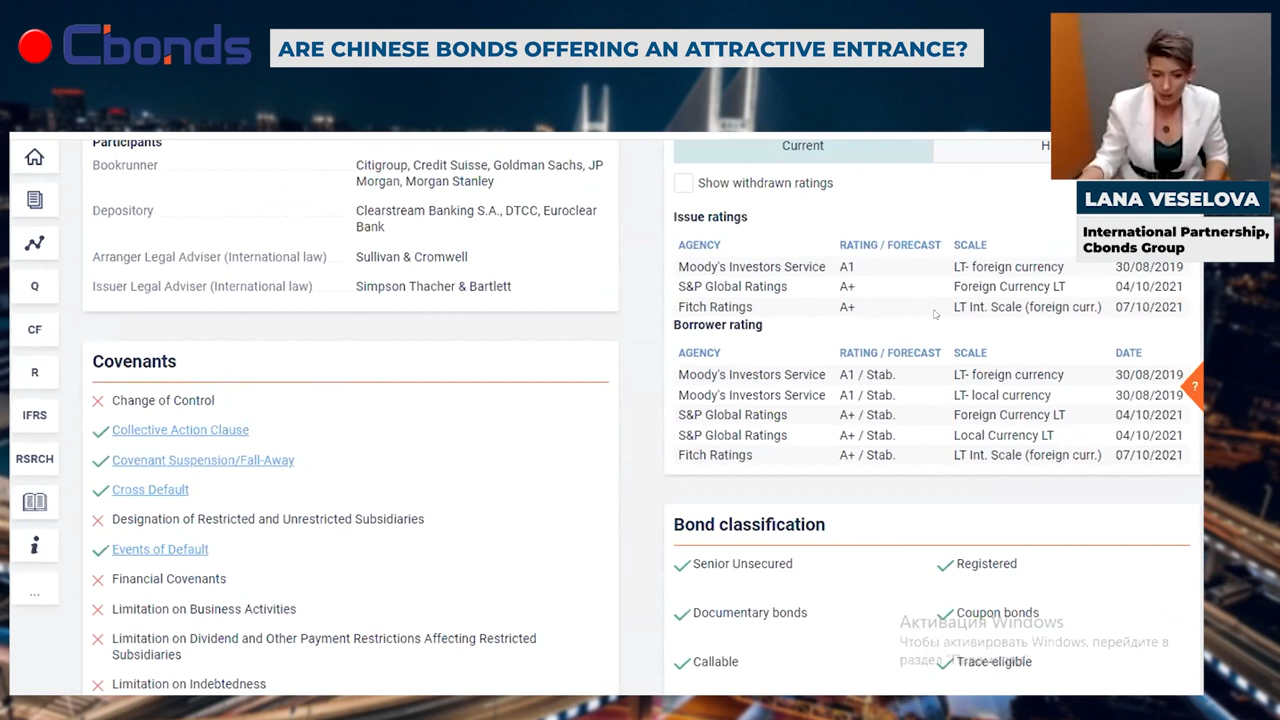 Cbonds
ARE CHINESE BONDS OFFERING AN ATTRACTIVE ENTRANCE?
LANA VESELOVA
International Partnership,
Cbonds Group
Q
CF
R
IFRS
RSRCH
...
Participants
Bookrunner
Citigroup, Credit Suisse, Goldman Sachs, JP
Morgan, Morgan Stanley
Depository
Clearstream Banking S.A., DTCC, Euroclear
Bank
Arranger Legal Adviser (International law)
Sullivan & Cromwell
Issuer Legal Adviser (International law)
Simpson Thacher & Bartlett
Covenants
Change of Control
Collective Action Clause
Covenant Suspension/Fall-Away
Cross Default
Designation of Restricted and Unrestricted Subsidiaries
Events of Default
Financial Covenants
Limitation on Business Activities
Limitation on Dividend and Other Payment Restrictions Affecting Restricted
Subsidiaries
Limitation on Indebtedness
Current
H
Show withdrawn ratings
Issue ratings
AGENCY RATING / FORECAST SCALE
Moody's Investors Service A1 LT- foreign currency 30/08/2019
S&P Global Ratings A+ Foreign Currency LT 04/10/2021
Fitch Ratings A+ LT Int. Scale (foreign curr.) 07/10/2021
Borrower rating
AGENCY RATING / FORECAST SCALE DATE
Moody's Investors Service A1 / Stab. LT- foreign currency 30/08/2019
Moody's Investors Service A1 / Stab. LT- local currency 30/08/2019
S&P Global Ratings A+ / Stab. Foreign Currency LT 04/10/2021
S&P Global Ratings A+ / Stab. Local Currency LT 04/10/2021
Fitch Ratings A+ / Stab. LT Int. Scale (foreign curr.) 07/10/2021
?
Bond classification
Senior Unsecured Registered
Documentary bonds Coupon bonds
Callable Trace-eligible
Активация Windows
Чтобы активировать Windows, перейдите в
раздел